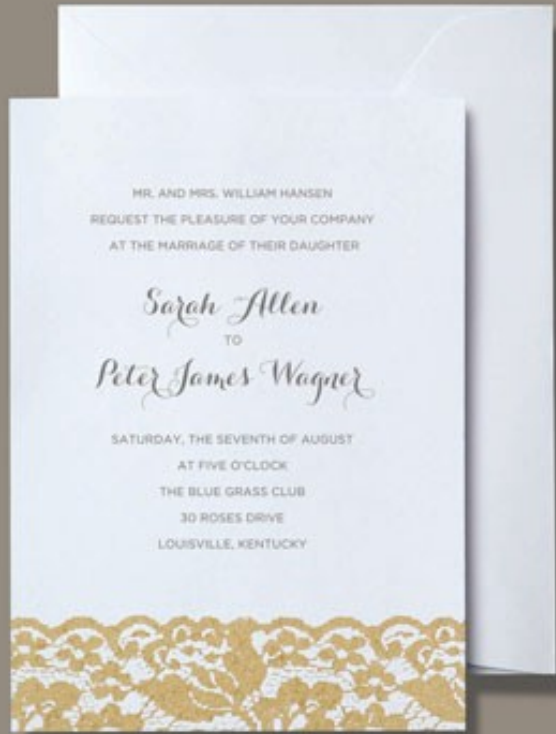 MR. AND MRS. WILLIAM HANSEN
REQUEST THE PLEASURE OF YOUR COMPANY
AT THE MARRIAGE OF THEIR DAUGHTER
Sarah Allen
TO
Peter James Wagner
SATURDAY, THE SEVENTH OF AUGUST
AT FIVE O'CLOCK
THE BLUE GRASS CLUB
30 ROSES DRIVE
LOUISVILLE, KENTUCKY